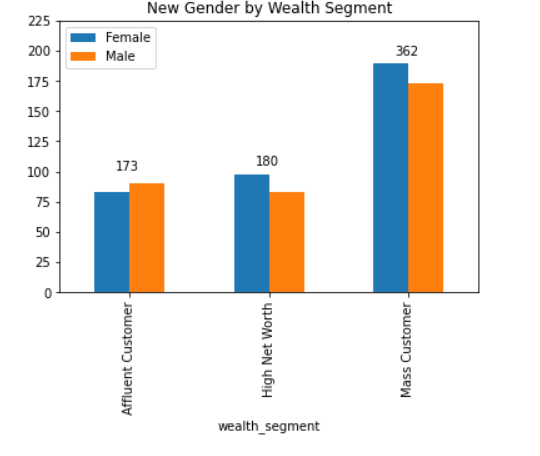 New Gender by Wealth Segment
225
200
175
150
125
100
75
50
25
0
Female
Male
173
180
362
Affluent Customer
High Net Worth
Mass Customer
wealth_segment